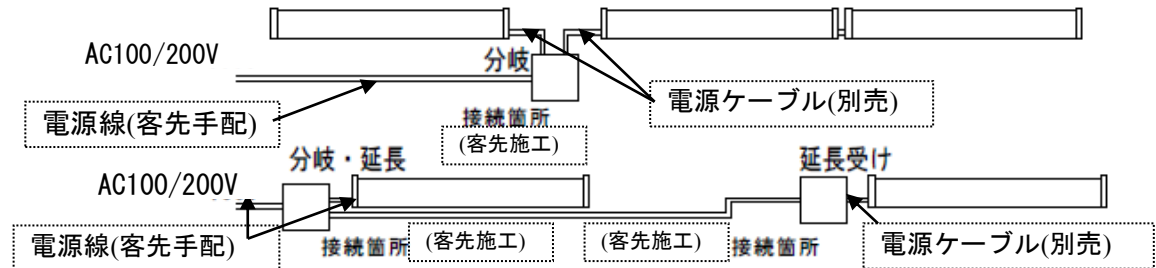 AC100/200V
分岐
電源線(客先手配)
電源ケーブル(別売)
接続箇所
(客先施工)
分岐・延長
延長受け
AC100/200V
電源線(客先手配)
接続箇所
(客先施工)
(客先施工)
接続箇所
電源ケーブル(別売)